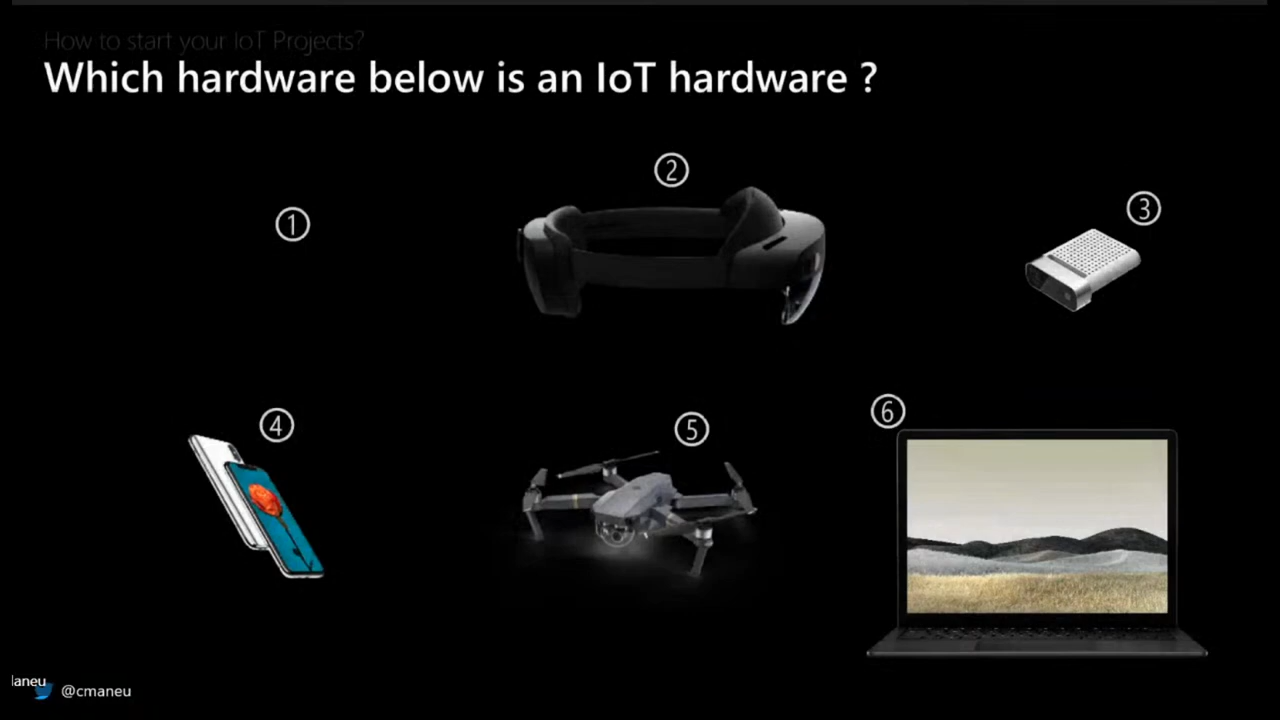 How to start your IoT Projects?
Which hardware below is an IoT hardware ?
②
①
③
④
⑤
⑥
laneu
@cmaneu